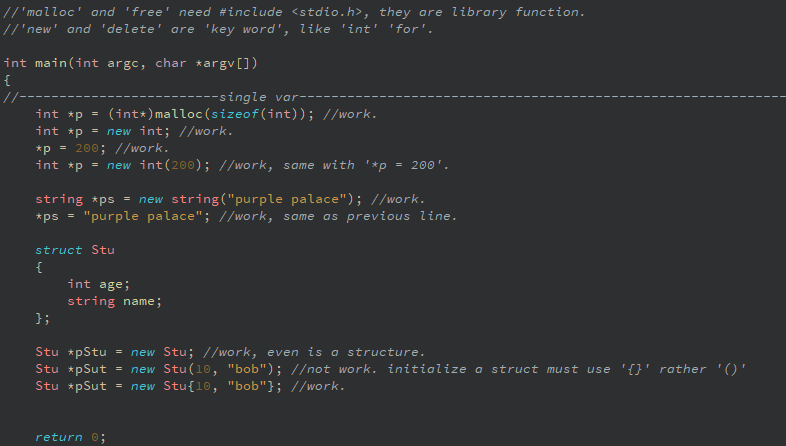 //'malloc' and 'free' need #include <stdio.h>, they are library function.
//'new' and 'delete' are 'key word', like 'int' 'for'.
int main(int argc, char *argv[])
{
//-------------------------single var-------------------------------------------------------------
int *p = (int*)malloc(sizeof(int)); //work.
int *p = new int; //work.
*p = 200; //work.
int *p = new int(200); //work, same with '*p = 200'.
string *ps = new string("purple palace"); //work.
*ps = "purple palace"; //work, same as previous line.
struct Stu
{
int age;
string name;
};
Stu *pStu = new Stu; //work, even is a structure.
Stu *pSut = new Stu(10, "bob"); //not work. initialize a struct must use '{}' rather '()'
Stu *pSut = new Stu{10, "bob"}; //work.
return 0;